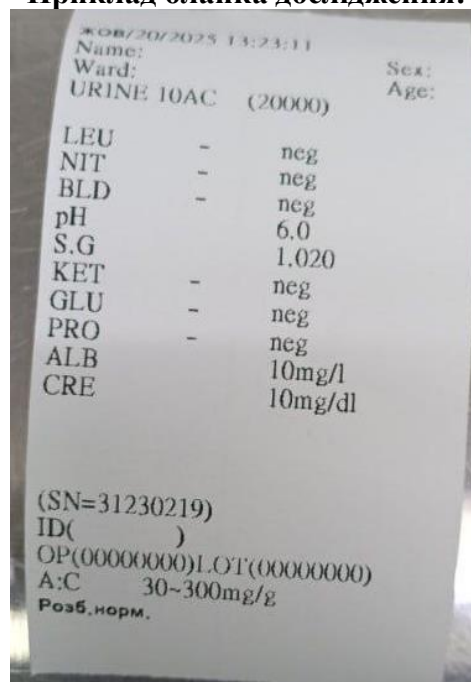 Приклад бланка дослідження:
жов/20/2025 13:23:11
Name:
Ward: Sex:
URINE 10AC (20000) Age:
LEU - neg
NIT - neg
BLD - neg
pH 6.0
S.G 1.020
KET - neg
GLU - neg
PRO - neg
ALB 10mg/l
CRE 10mg/dl
(SN=31230219)
ID( )
OP(00000000)LOT(00000000)
A:C 30~300mg/g
Розб.норм.